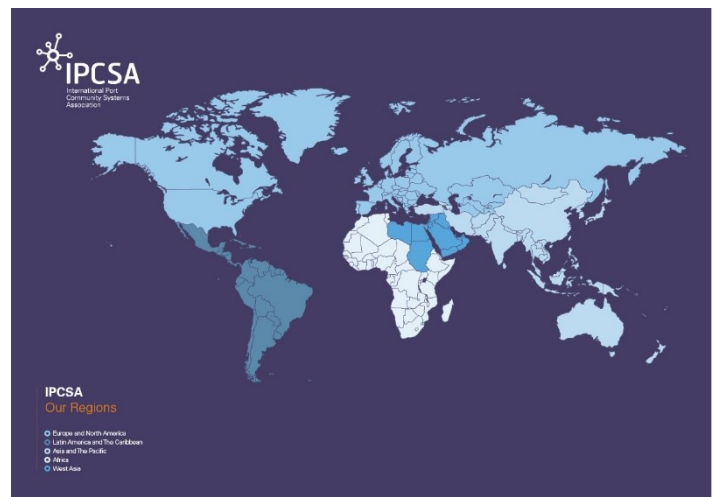 IPCSA
International Port
Community Systems
Association
IPCSA
Our Regions
Europe and North America
Latin America and The Caribbean
Asia and The Pacific
Africa
West Asia